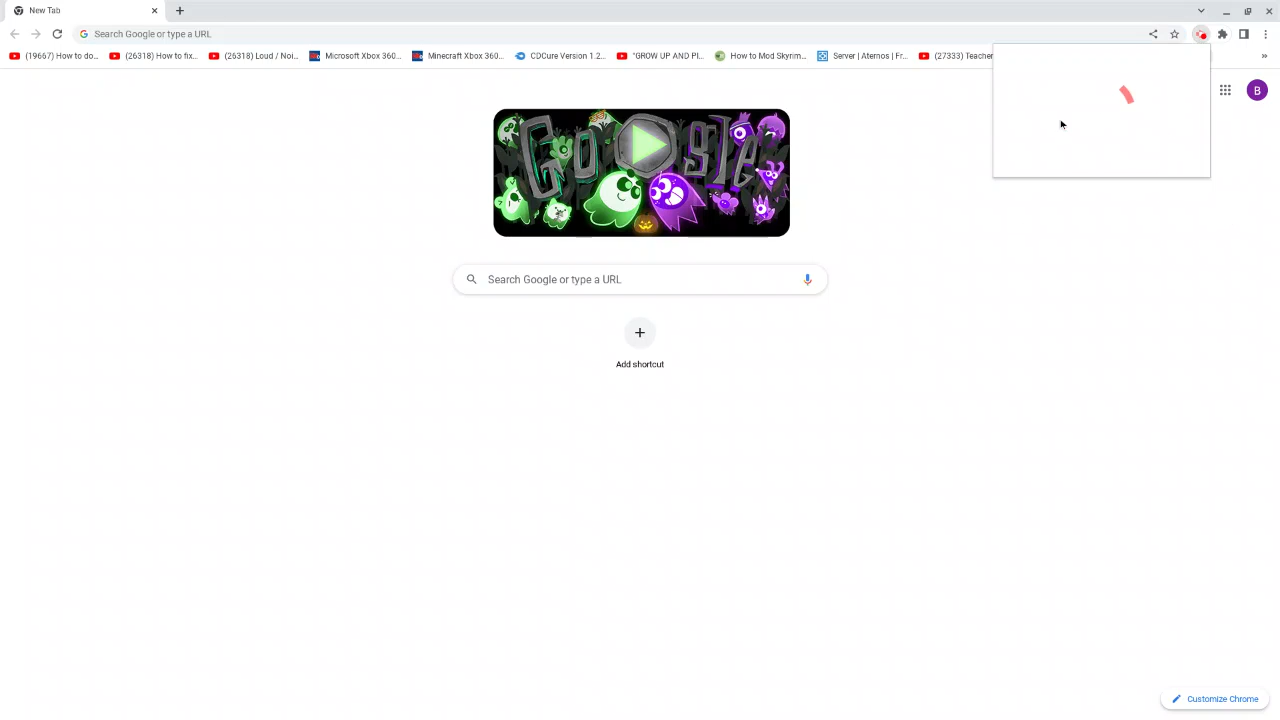 New Tab
Search Google or type a URL
(19667) How to do...
(26318) How to fix...
(26318) Loud / Noi...
Microsoft Xbox 360...
Minecraft Xbox 360...
CDCure Version 1.2...
"GROW UP AND PI...
How to Mod Skyrim...
Server | Aternos | Fr...
(27333) Teacher
»
B
Google
Search Google or type a URL
Add shortcut
Customize Chrome